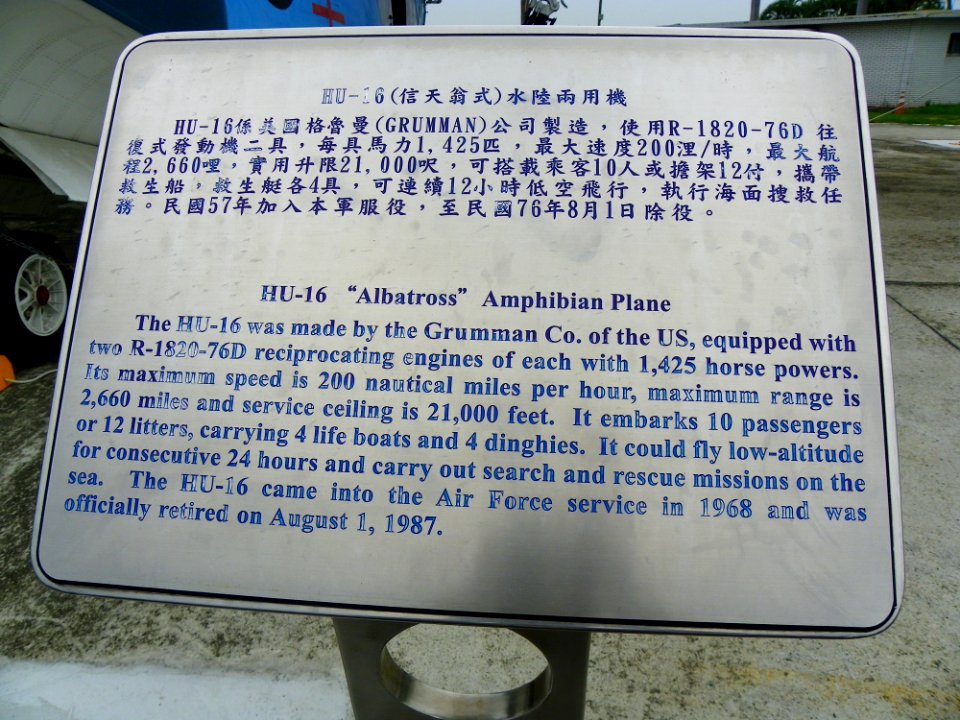 HU-16(信天翁式)水陸兩用機
HU-16係美國格魯曼(GRUMMAN)公司製造，使用R-1820-76D 往
復式發動機二具，每具馬力1,425匹，最大速度200浬/時，最大航
程2,660哩，實用升限21,000呎，可搭載乘客10人或擔架12付，攜帶
救生船，救生艇各4具，可連續12小時低空飛行，執行海面搜救任
務。民國57年加入本軍服役，至民國76年8月1日除役。
HU-16 “Albatross” Amphibian Plane
The HU-16 was made by the Grumman Co. of the US, equipped with
two R-1820-76D reciprocating engines of each with 1,425 horse powers.
Its maximum speed is 200 nautical miles per hour, maximum range is
2,660 miles and service ceiling is 21,000 feet. It embarks 10 passengers
or 12 litters, carrying 4 life boats and 4 dinghies. It could fly low-altitude
for consecutive 24 hours and carry out search and rescue missions on the
sea. The HU-16 came into the Air Force service in 1968 and was
officially retired on August 1, 1987.